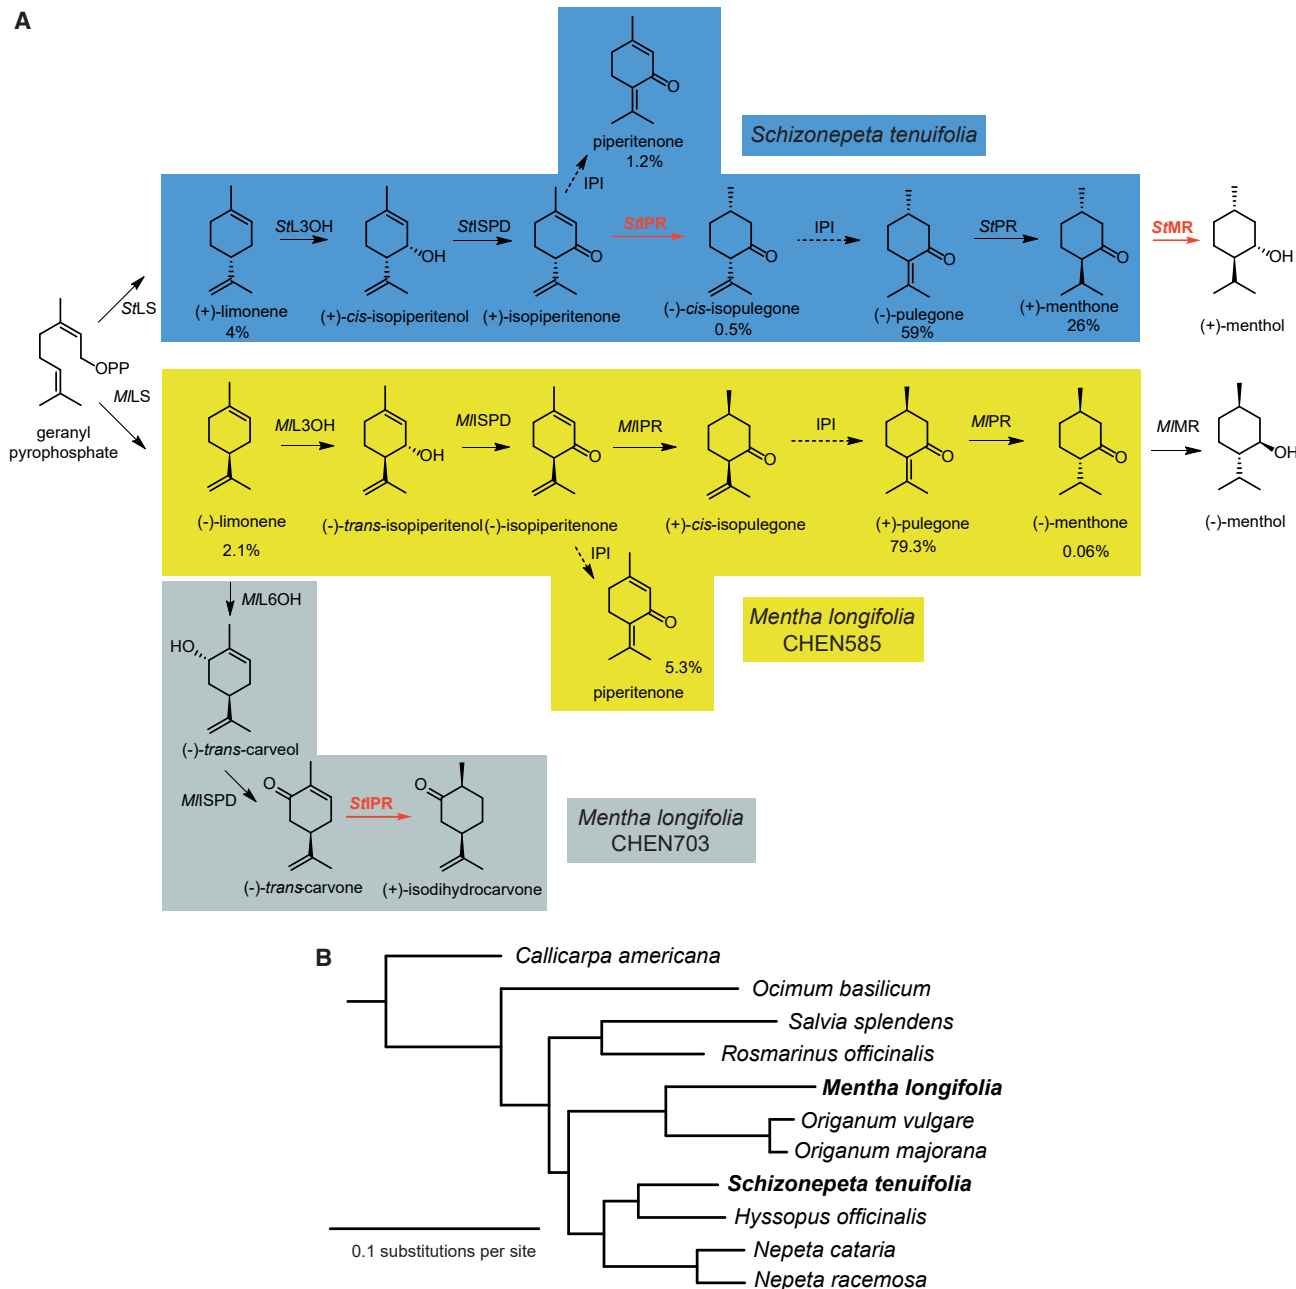 A
piperitenone
1.2%
Schizonepeta tenuifolia
IPI
StL3OH
StISPD
StIPR
IPI
StPR
StMR
OH
O
O
O
O
OH
(+)-limonene
4%
(+)-cis-isopiperitenol
(+)-isopiperitenone
(-)-cis-isopulegone
0.5%
(-)-pulegone
59%
(+)-menthone
26%
(+)-menthol
StLS
OPP
MlLS
geranyl
pyrophosphate
MlL3OH
MlISPD
MlIPR
IPI
MlPR
MlMR
OH
O
O
O
O
OH
(-)-limonene
2.1%
(-)-trans-isopiperitenol
(-)-isopiperitenone
(+)-cis-isopulegone
(+)-pulegone
79.3%
(-)-menthone
0.06%
(-)-menthol
IPI
O
5.3%
piperitenone
Mentha longifolia
CHEN585
MlL6OH
HO
(-)-trans-carveol
MlISPD
O
StIPR
O
(-)-trans-carvone
(+)-isodihydrocarvone
Mentha longifolia
CHEN703
B
Callicarpa americana
Ocimum basilicum
Salvia splendens
Rosmarinus officinalis
Mentha longifolia
Origanum vulgare
Origanum majorana
Schizonepeta tenuifolia
Hyssopus officinalis
Nepeta cataria
Nepeta racemosa
0.1 substitutions per site